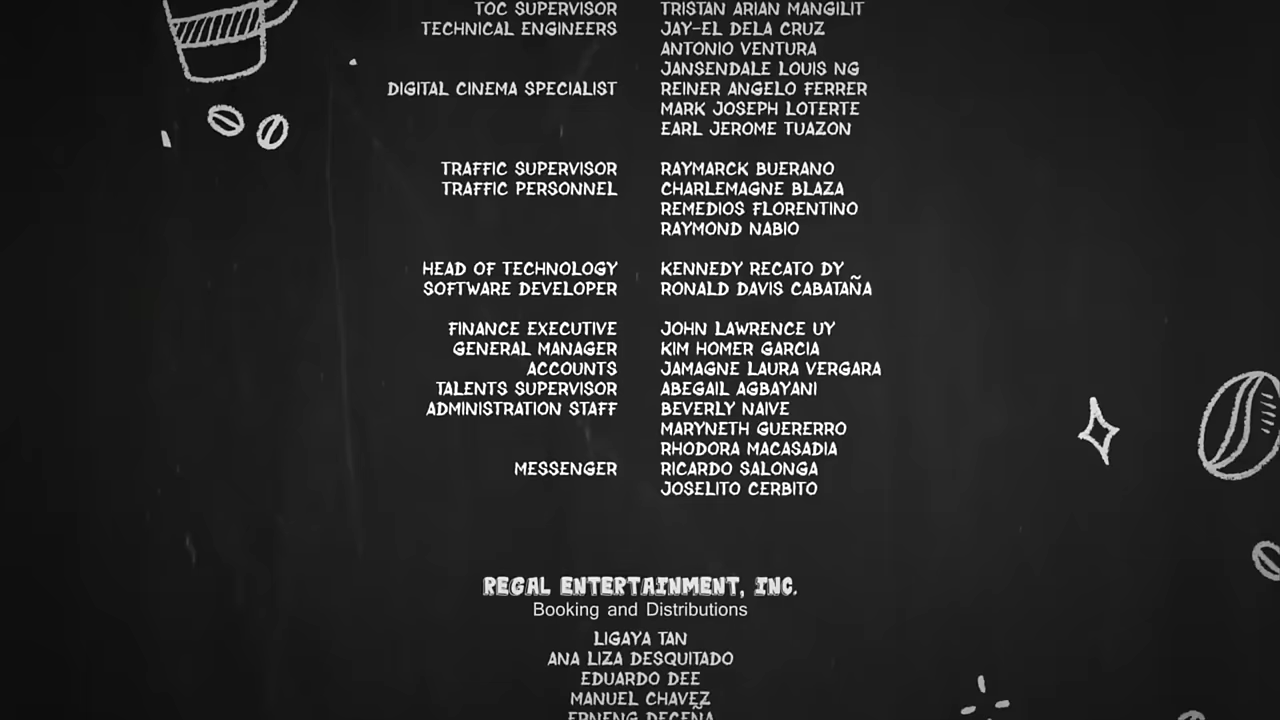 TOC SUPERVISOR TRISTAN ARIAN MANGILIT
TECHNICAL ENGINEERS JAY-EL DELA CRUZ
ANTONIO VENTURA
JANSENDALE LOUIS NG
DIGITAL CINEMA SPECIALIST REINER ANGELO FERRER
MARK JOSEPH LOTERTE
EARL JEROME TUAZON
TRAFFIC SUPERVISOR RAYMARCK BUERANO
TRAFFIC PERSONNEL CHARLEMAGNE BLAZA
REMEDIOS FLORENTINO
RAYMOND NABIO
HEAD OF TECHNOLOGY KENNEDY RECATO DY
SOFTWARE DEVELOPER RONALD DAVIS CABATAÑA
FINANCE EXECUTIVE JOHN LAWRENCE UY
GENERAL MANAGER KIM HOMER GARCIA
ACCOUNTS JAMAGNE LAURA VERGARA
TALENTS SUPERVISOR ABEGAIL AGBAYANI
ADMINISTRATION STAFF BEVERLY NAIVE
MARYNETH GUERERRO
RHODORA MACASADIA
MESSENGER RICARDO SALONGA
JOSELITO CERBITO
REGAL ENTERTAINMENT, INC.
Booking and Distributions
LIGAYA TAN
ANA LIZA DESQUITADO
EDUARDO DEE
MANUEL CHAVEZ
ERNENG DECEÑA